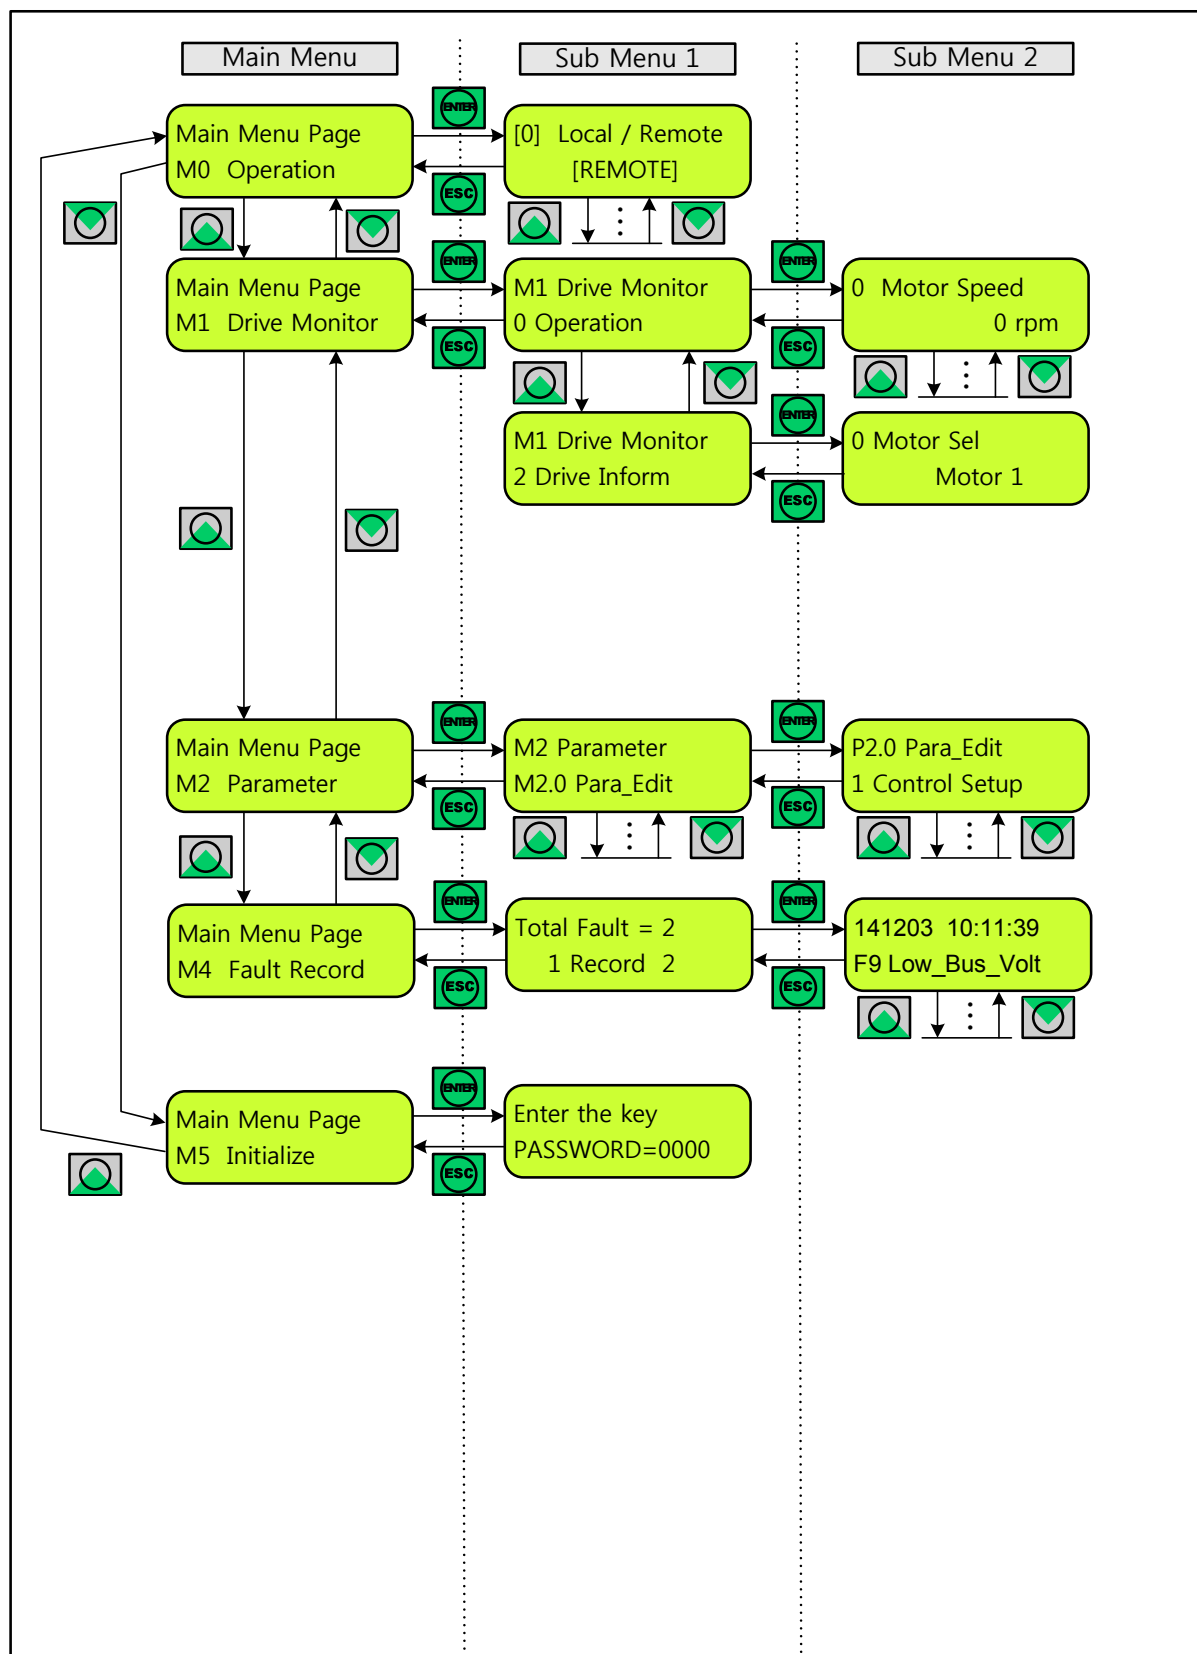 Main Menu
Sub Menu 1
Sub Menu 2
ENTER
Main Menu Page
M0 Operation
[0] Local / Remote
[REMOTE]
ESC
ENTER
ENTER
Main Menu Page
M1 Drive Monitor
M1 Drive Monitor
0 Operation
0 Motor Speed
0 rpm
ESC
ESC
ENTER
M1 Drive Monitor
2 Drive Inform
0 Motor Sel
Motor 1
ESC
ENTER
ENTER
Main Menu Page
M2 Parameter
M2 Parameter
M2.0 Para_Edit
P2.0 Para_Edit
1 Control Setup
ESC
ESC
ENTER
ENTER
Main Menu Page
M4 Fault Record
Total Fault = 2
1 Record 2
141203 10:11:39
F9 Low_Bus_Volt
ESC
ESC
ENTER
Main Menu Page
M5 Initialize
Enter the key
PASSWORD=0000
ESC